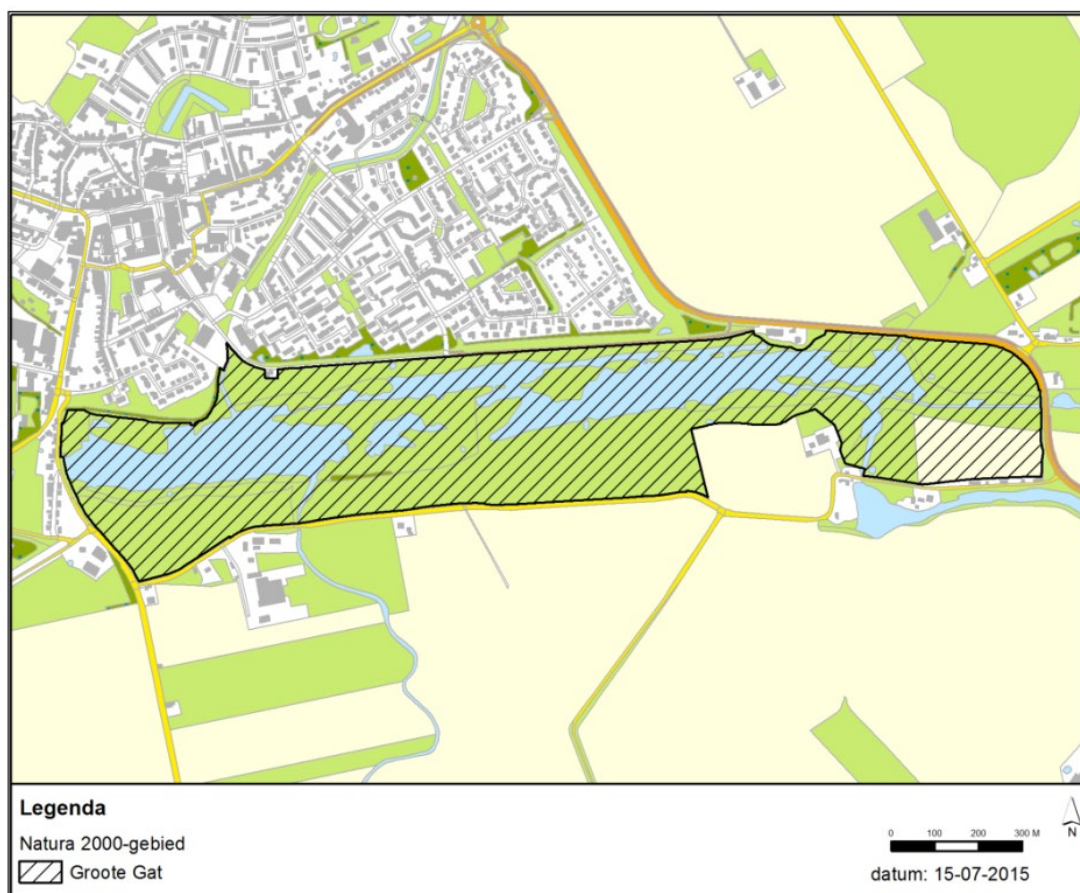 Legenda
Natura 2000-gebied
Groote Gat
0 100 200 300 M
N
datum: 15-07-2015